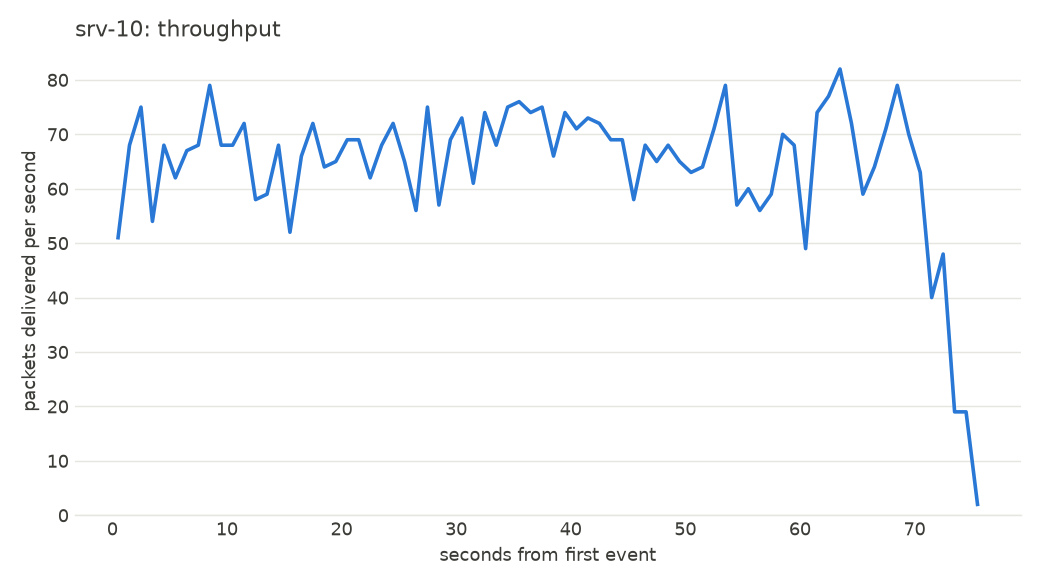 srv-10: throughput
packets delivered per second
80
70
60
50
40
30
20
10
0
0 10 20 30 40 50 60 70
seconds from first event